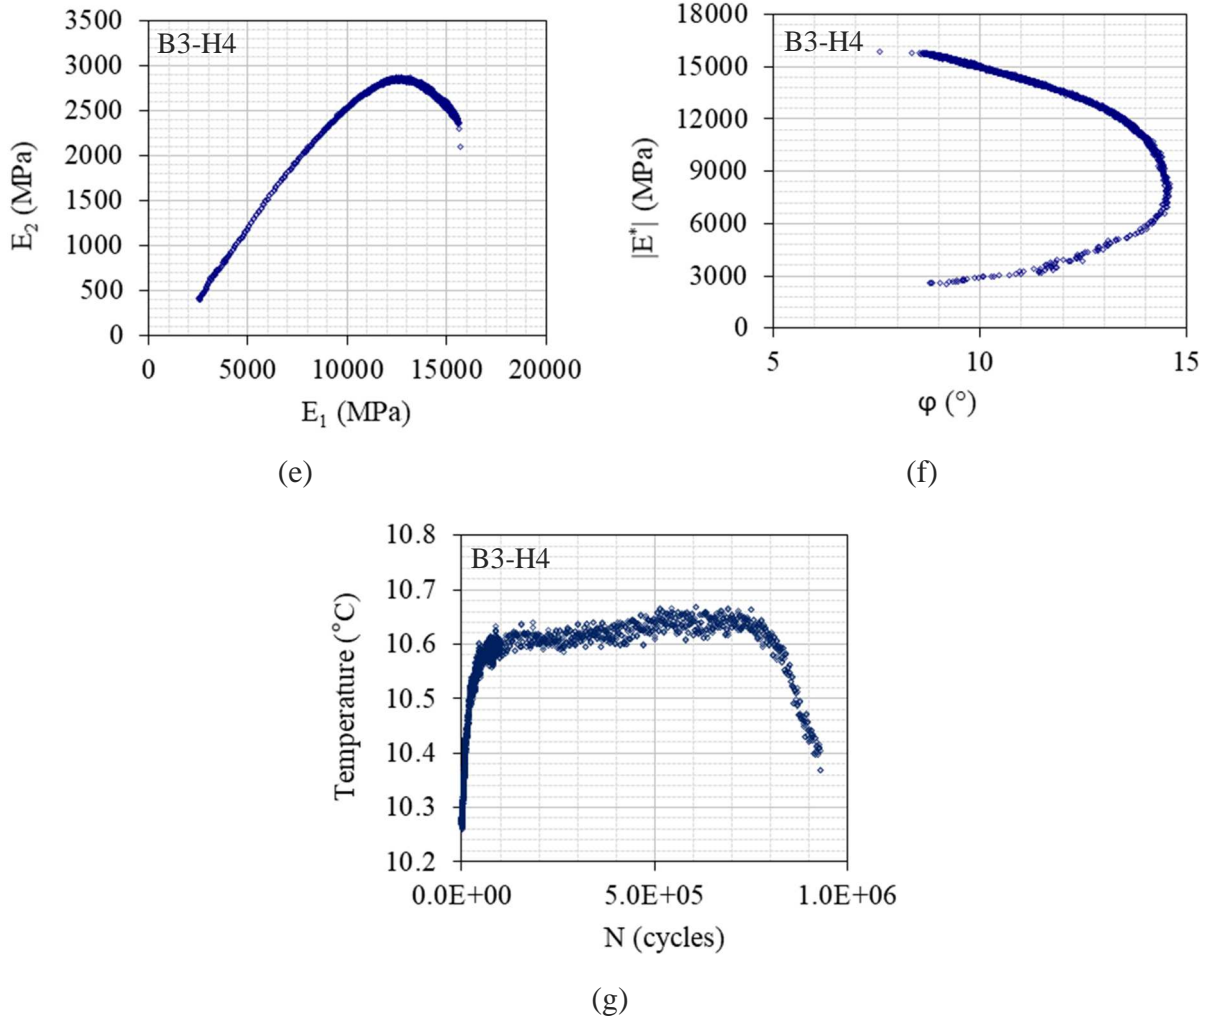 B3-H4
E₂ (MPa)
3500
3000
2500
2000
1500
1000
500
0
0 5000 10000 15000 20000
E₁ (MPa)
(e)
B3-H4
|E*| (MPa)
18000
15000
12000
9000
6000
3000
0
5 10 15
φ (°)
(f)
B3-H4
Temperature (°C)
10.8
10.7
10.6
10.5
10.4
10.3
10.2
0.0E+00 5.0E+05 1.0E+06
N (cycles)
(g)